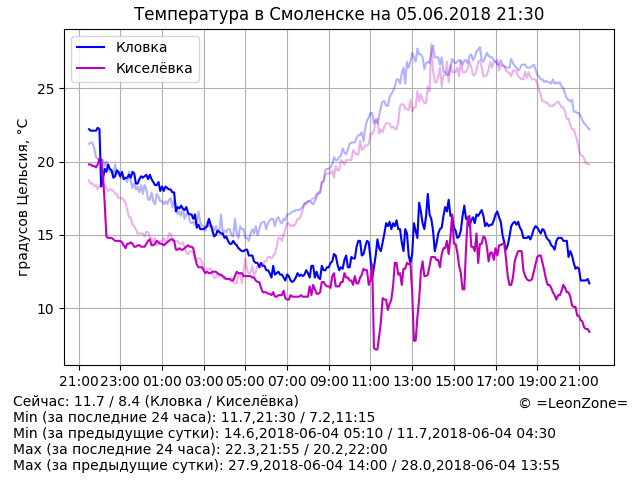 Температура в Смоленске на 05.06.2018 21:30
Кловка
Киселёвка
градусов Цельсия, °C
25
20
15
10
21:00 23:00 01:00 03:00 05:00 07:00 09:00 11:00 13:00 15:00 17:00 19:00 21:00
Сейчас: 11.7 / 8.4 (Кловка / Киселёвка)
© =LeonZone=
Min (за последние 24 часа): 11.7,21:30 / 7.2,11:15
Min (за предыдущие сутки): 14.6,2018-06-04 05:10 / 11.7,2018-06-04 04:30
Max (за последние 24 часа): 22.3,21:55 / 20.2,22:00
Max (за предыдущие сутки): 27.9,2018-06-04 14:00 / 28.0,2018-06-04 13:55